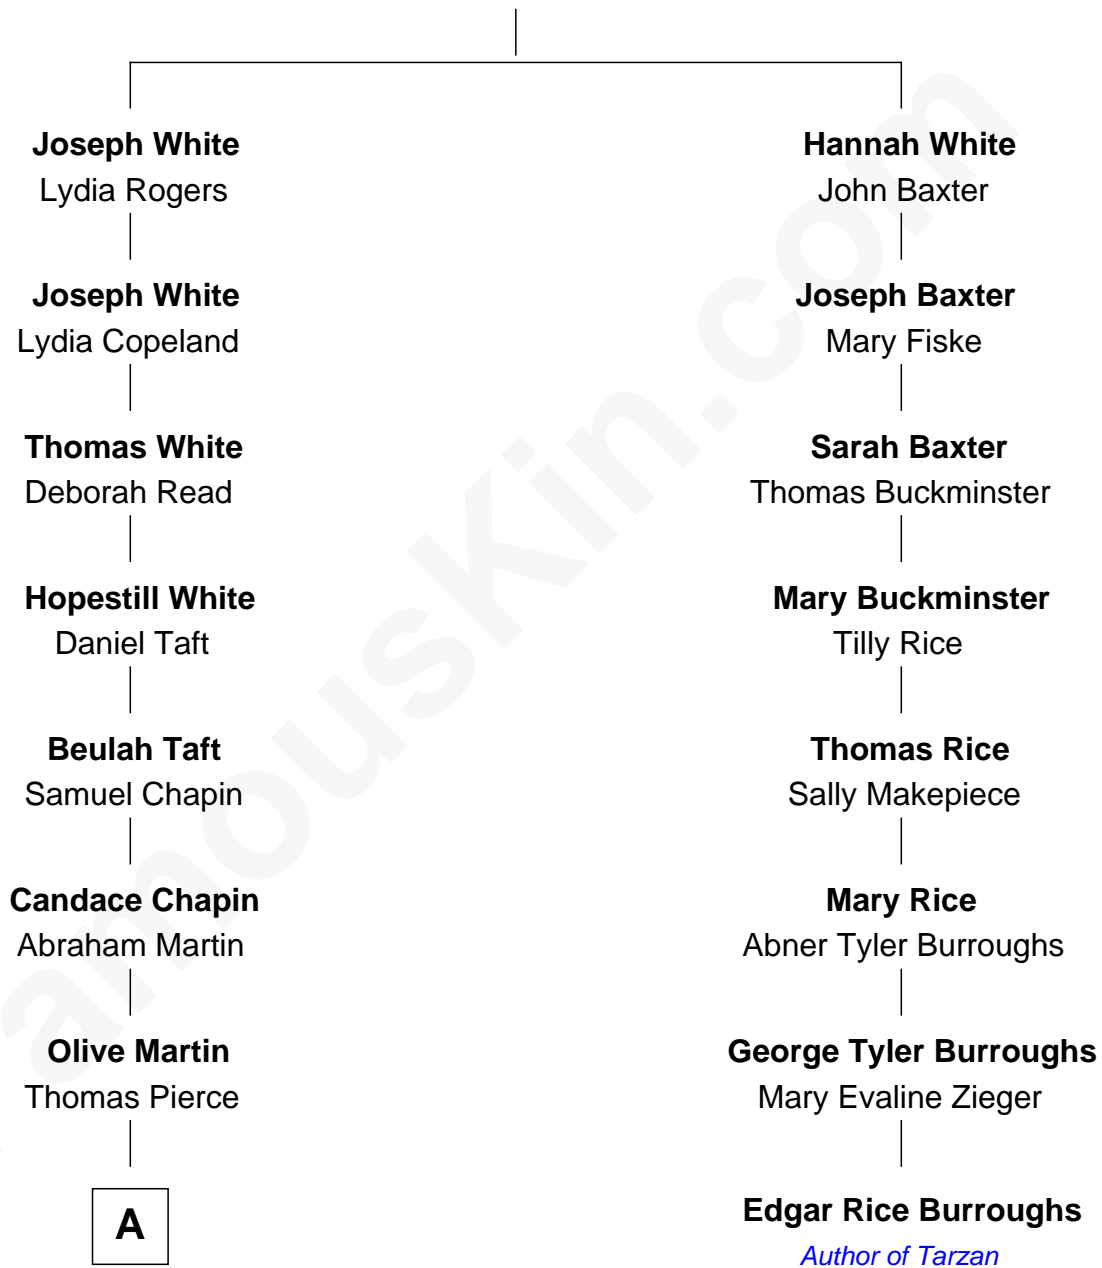 Joseph White
Lydia Rogers
Hannah White
John Baxter
Joseph White
Lydia Copeland
Joseph Baxter
Mary Fiske
Thomas White
Deborah Read
Sarah Baxter
Thomas Buckminster
Hopestill White
Daniel Taft
Mary Buckminster
Tilly Rice
Beulah Taft
Samuel Chapin
Thomas Rice
Sally Makepiece
Candace Chapin
Abraham Martin
Mary Rice
Abner Tyler Burroughs
Olive Martin
Thomas Pierce
George Tyler Burroughs
Mary Evaline Zieger
A
Edgar Rice Burroughs
Author of Tarzan
amousKin.com